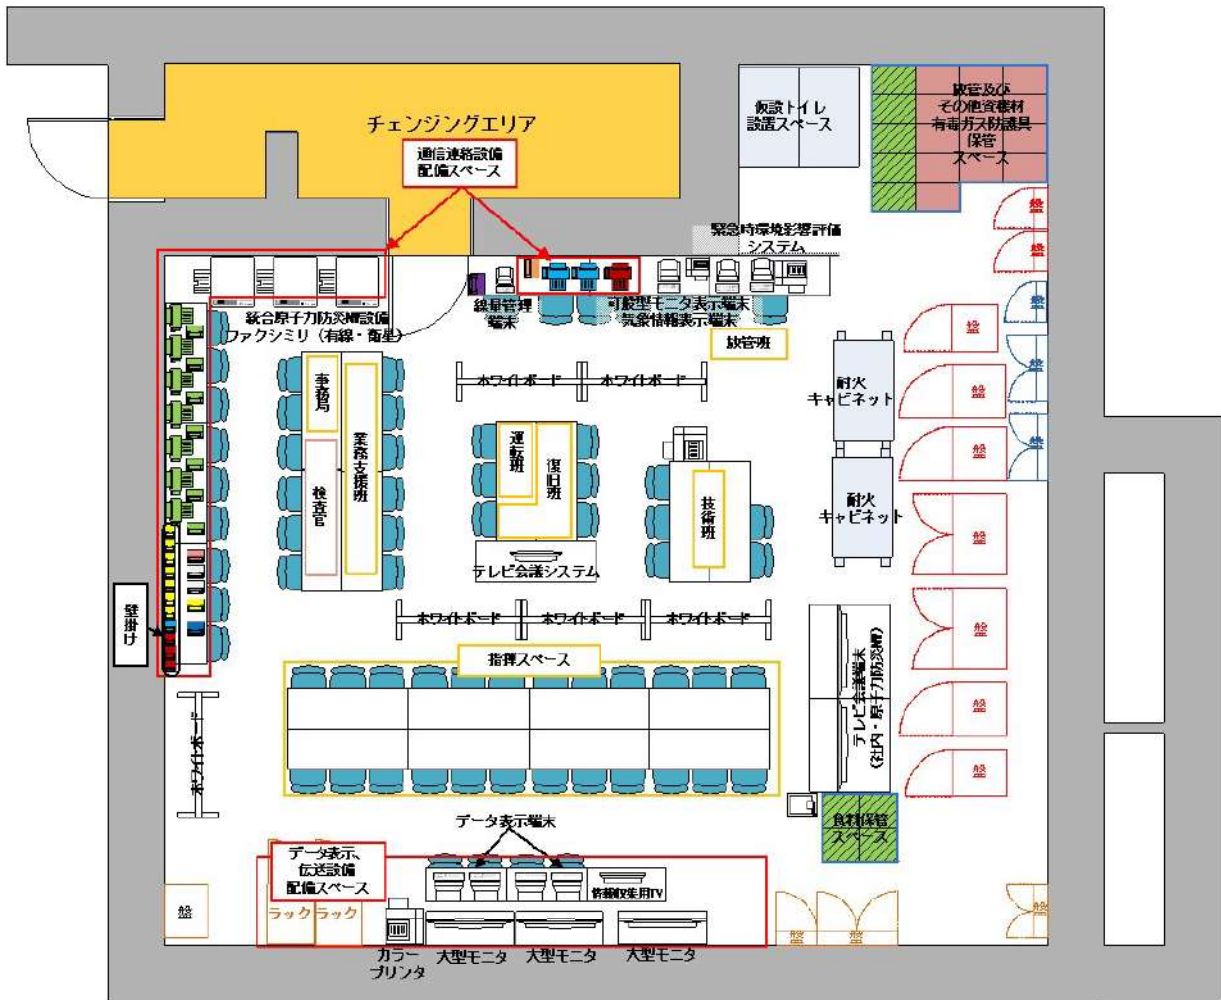 チェンジングエリア
通信連絡設備
配備スペース
仮設トイレ
設置スペース
放管及び
その他資機材
有毒ガス防護具
保管
スペース
盤
盤
緊急時環境影響評価
システム
線量管理
端末
可搬型モニタ表示端末
気象情報表示端末
放管班
統合原子力防災NW設備
ファクシミリ（有線・衛星）
盤
盤
盤
盤
盤
盤
盤
盤
盤
盤
盤
ホワイトボード
ホワイトボード
事務局
業務支援班
検査官
運転班
復旧班
技術班
耐火
キャビネット
耐火
キャビネット
テレビ会議システム
壁掛け
ホワイトボード
ホワイトボード
ホワイトボード
指揮スペース
ホワイトボード
テレビ会議端末
（社内・原子力防災NW）
食料保管
スペース
データ表示端末
データ表示、
伝送設備
配備スペース
情報収集用TV
盤
ラック
ラック
カラー
プリンタ
大型モニタ
大型モニタ
大型モニタ
盤
盤
盤